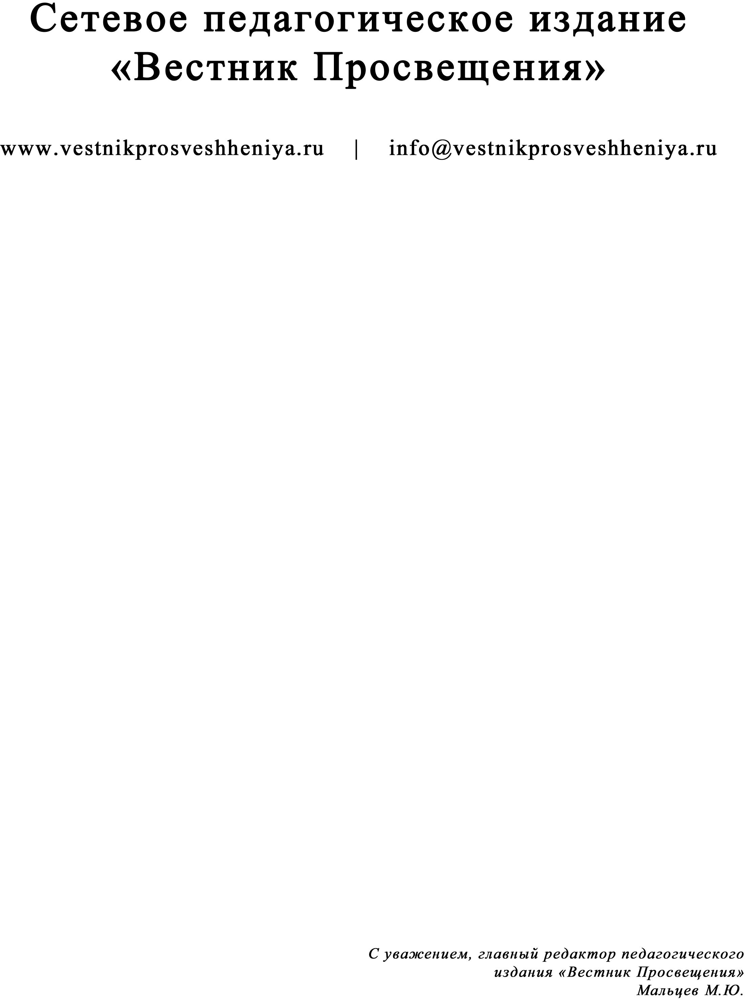 Сетевое педагогическое издание
«Вестник Просвещения»
www.vestnikprosveshheniya.ru | info@vestnikprosveshheniya.ru
С уважением, главный редактор педагогического
издания «Вестник Просвещения»
Мальцев М.Ю.